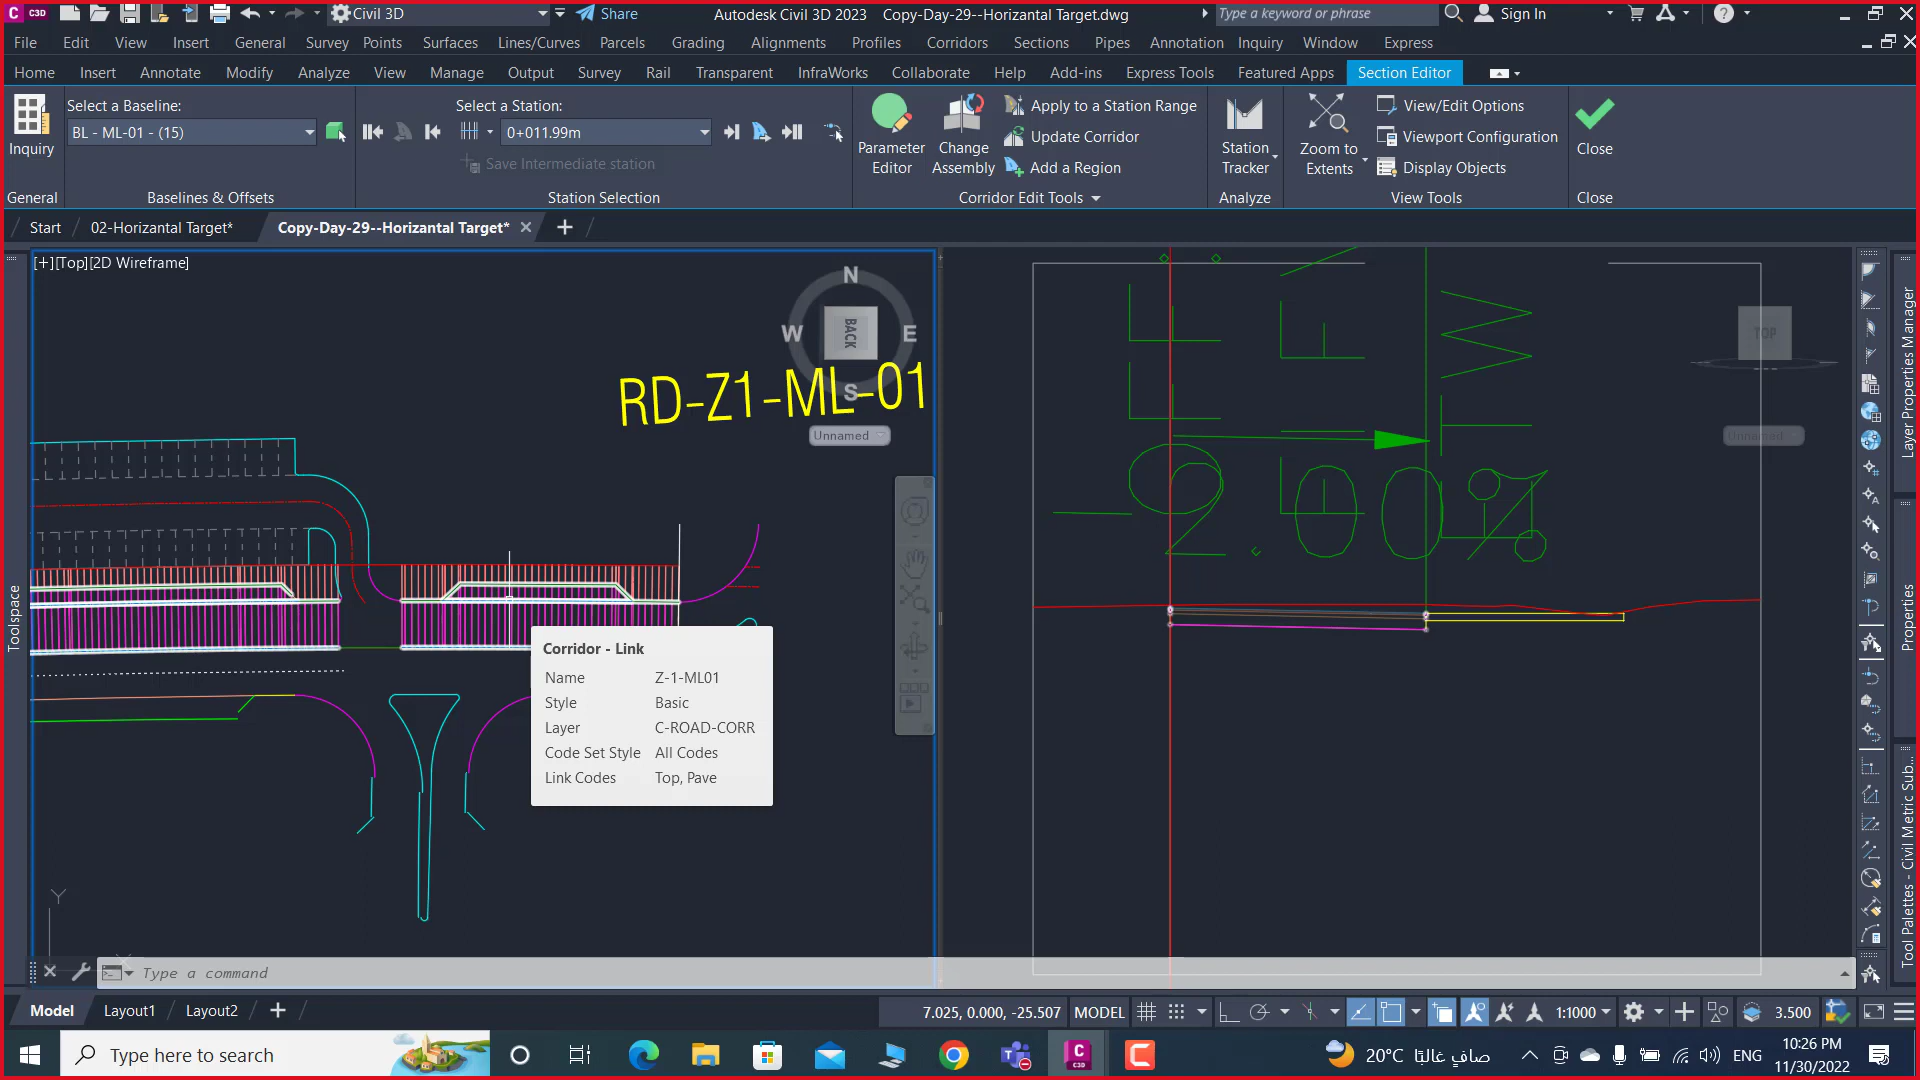 C C3D Civil 3D Share Autodesk Civil 3D 2023 Copy-Day-29--Horizantal Target.dwg Type a keyword or phrase Sign In
File Edit View Insert General Survey Points Surfaces Lines/Curves Parcels Grading Alignments Profiles Corridors Sections Pipes Annotation Inquiry Window Express
Home Insert Annotate Modify Analyze View Manage Output Survey Rail Transparent InfraWorks Collaborate Help Add-ins Express Tools Featured Apps Section Editor
Select a Baseline: Select a Station: Apply to a Station Range View/Edit Options
BL - ML-01 - (15) 0+011.99m Update Corridor Viewport Configuration
Inquiry Parameter Editor Change Assembly Station Tracker Zoom to Extents Close
Save Intermediate station Add a Region Display Objects
General Baselines & Offsets Station Selection Corridor Edit Tools Analyze View Tools Close
Start 02-Horizantal Target* Copy-Day-29--Horizantal Target*
[+][Top][2D Wireframe]
N
W BACK E
S
TOP
RD-Z1-ML-01
Unnamed
Unnamed
-2.00%
Corridor - Link
Name Z-1-ML01
Style Basic
Layer C-ROAD-CORR
Code Set Style All Codes
Link Codes Top, Pave
Toolspace
Layer Properties Manager
Properties
Tool Palettes - Civil Metric Sub...
Y
Type a command
Model Layout1 Layout2 7.025, 0.000, -25.507 MODEL 1:1000 3.500
Type here to search 20°C صافٍ غالبًا ENG 10:26 PM
11/30/2022